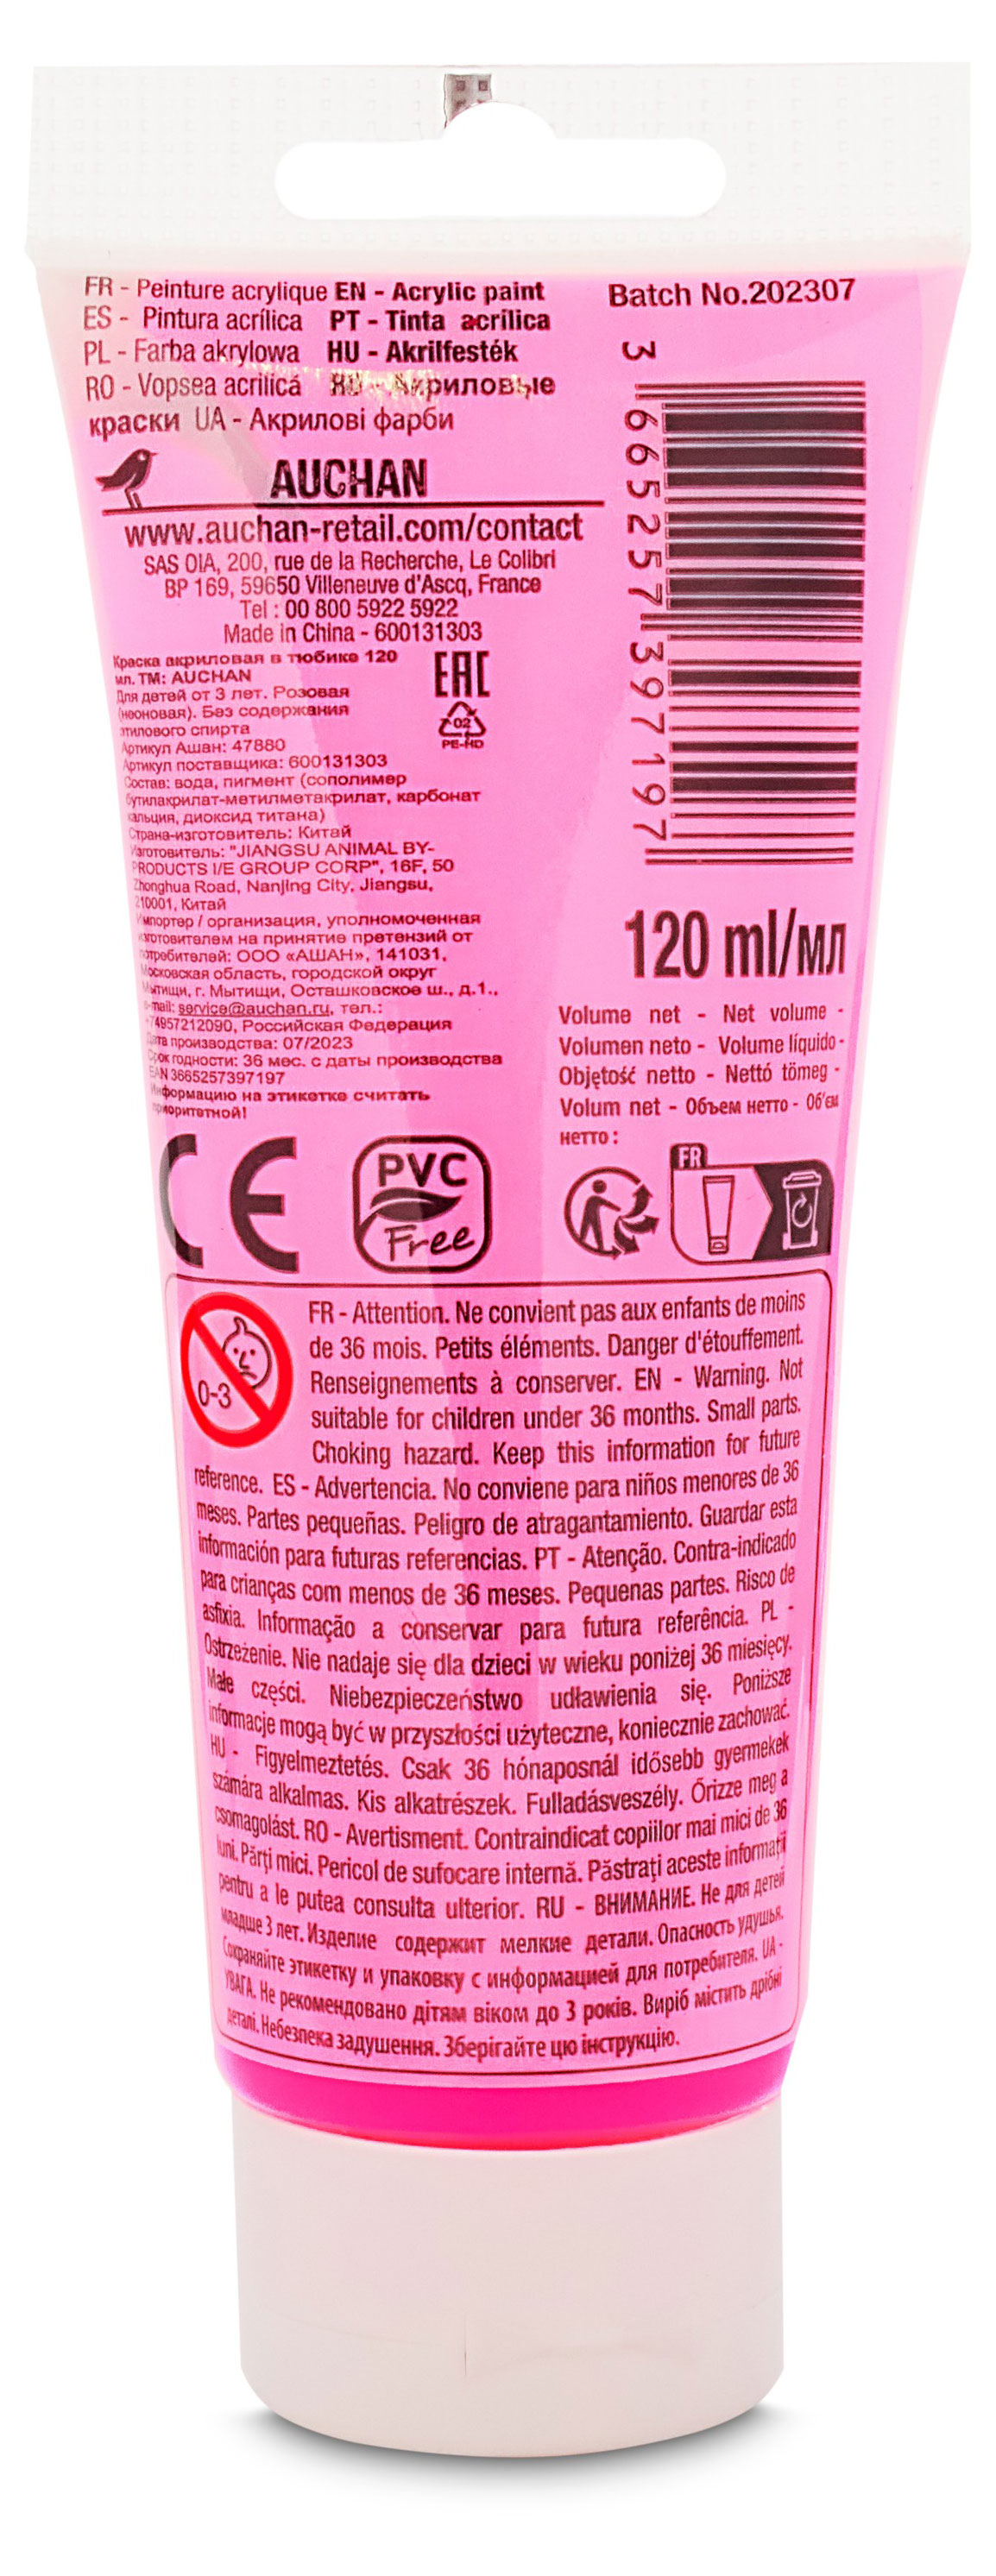 FR - Peinture acrylique EN - Acrylic paint
ES - Pintura acrílica PT - Tinta acrílica
PL - Farba akrylowa HU - Akrilfesték
RO - Vopsea acrilică RU - Акриловые
краски UA - Акрилові фарби
Batch No.202307
3 665257 397197
AUCHAN
www.auchan-retail.com/contact
SAS OIA, 200, rue de la Recherche, Le Colibri
BP 169, 59650 Villeneuve d'Ascq, France
Tel : 00 800 5922 5922
Made in China - 600131303
Краска акриловая в тюбике 120
мл. ТМ: AUCHAN
Для детей от 3 лет. Розовая
(неоновая). Без содержания
этилового спирта
Артикул Ашан: 47880
Артикул поставщика: 600131303
Состав: вода, пигмент (сополимер
бутилакрилат-метилметакрилат, карбонат
кальция, диоксид титана)
Страна-изготовитель: Китай
Изготовитель: "JIANGSU ANIMAL BY-
PRODUCTS I/E GROUP CORP", 16F, 50
Zhonghua Road, Nanjing City, Jiangsu,
210001, Китай
Импортер / организация, уполномоченная
изготовителем на принятие претензий от
потребителей: ООО «АШАН», 141031,
Московская область, городской округ
Мытищи, г. Мытищи, Осташковское ш., д.1.,
e-mail: service@auchan.ru, тел.:
+74957212090, Российская Федерация
Дата производства: 07/2023
Срок годности: 36 мес. с даты производства
EAN 3665257397197
Информацию на этикетке считать
приоритетной!
EAC
02
PE-HD
120 ml/мл
Volume net - Net volume -
Volumen neto - Volume líquido -
Objętość netto - Nettó tömeg -
Volum net - Объем нетто - Об'єм
нетто :
CE
PVC
Free
FR
0-3
FR - Attention. Ne convient pas aux enfants de moins
de 36 mois. Petits éléments. Danger d'étouffement.
Renseignements à conserver. EN - Warning. Not
suitable for children under 36 months. Small parts.
Choking hazard. Keep this information for future
reference. ES - Advertencia. No conviene para niños menores de 36
meses. Partes pequeñas. Peligro de atragantamiento. Guardar esta
información para futuras referencias. PT - Atenção. Contra-indicado
para crianças com menos de 36 meses. Pequenas partes. Risco de
asfixia. Informação a conservar para futura referência. PL -
Ostrzeżenie. Nie nadaje się dla dzieci w wieku poniżej 36 miesięcy.
Małe części. Niebezpieczeństwo udławienia się. Poniższe
informacje mogą być w przyszłości użyteczne, koniecznie zachować.
HU - Figyelmeztetés. Csak 36 hónaposnál idősebb gyermekek
számára alkalmas. Kis alkatrészek. Fulladásveszély. Őrizze meg a
csomagolást. RO - Avertisment. Contraindicat copiilor mai mici de 36
luni. Părți mici. Pericol de sufocare internă. Păstrați aceste informații
pentru a le putea consulta ulterior. RU - ВНИМАНИЕ. Не для детей
младше 3 лет. Изделие содержит мелкие детали. Опасность удушья.
Сохраняйте этикетку и упаковку с информацией для потребителя. UA -
УВАГА. Не рекомендовано дітям віком до 3 років. Виріб містить дрібні
деталі. Небезпека задушення. Зберігайте цю інструкцію.